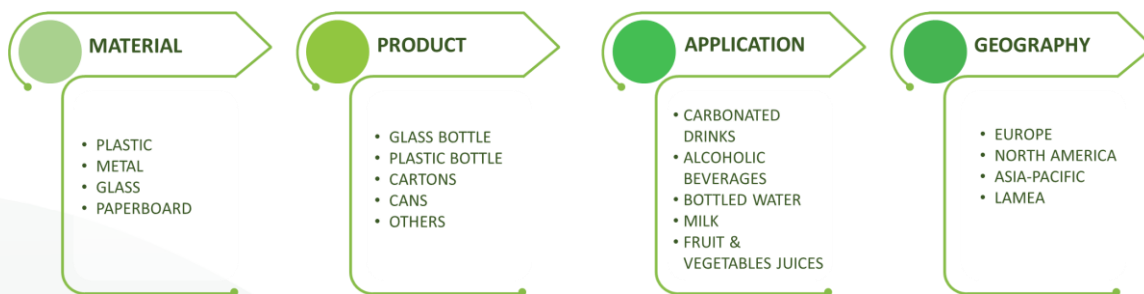 MATERIAL
• PLASTIC
• METAL
• GLASS
• PAPERBOARD
PRODUCT
• GLASS BOTTLE
• PLASTIC BOTTLE
• CARTONS
• CANS
• OTHERS
APPLICATION
• CARBONATED
DRINKS
• ALCOHOLIC
BEVERAGES
• BOTTLED WATER
• MILK
• FRUIT &
VEGETABLES JUICES
GEOGRAPHY
• EUROPE
• NORTH AMERICA
• ASIA-PACIFIC
• LAMEA